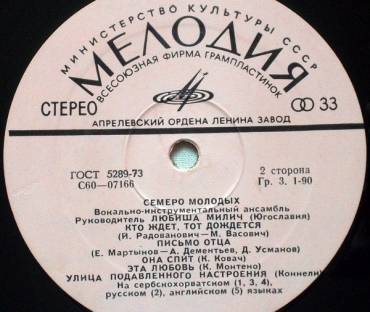 МИНИСТЕРСТВО КУЛЬТУРЫ СССР
МЕЛОДИЯ
ВСЕСОЮЗНАЯ ФИРМА ГРАМПЛАСТИНОК
СТЕРЕО
33
АПРЕЛЕВСКИЙ ОРДЕНА ЛЕНИНА ЗАВОД
ГОСТ 5289-73
С60—07166
2 сторона
Гр. 3. 1-90
СЕМЕРО МОЛОДЫХ
Вокально-инструментальный ансамбль
Руководитель ЛЮБИША МИЛИЧ (Югославия)
КТО ЖДЕТ, ТОТ ДОЖДЕТСЯ
(Й. Радованович—М. Васович)
ПИСЬМО ОТЦА
(Е. Мартынов—А. Дементьев, Д. Усманов)
ОНА СПИТ (К. Ковач)
ЭТА ЛЮБОВЬ (К. Монтено)
УЛИЦА ПОДАВЛЕННОГО НАСТРОЕНИЯ (Коннели)
На сербскохорватском (1, 3, 4),
русском (2), английском (5) языках